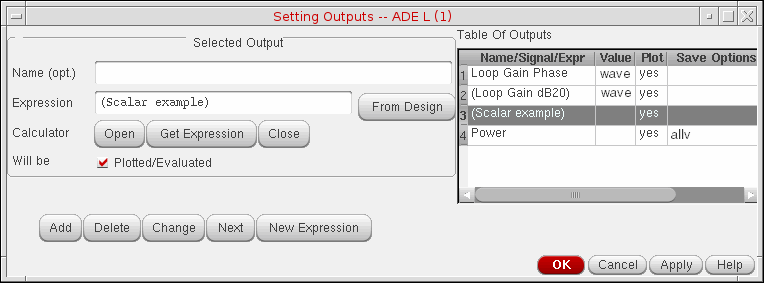 Setting Outputs -- ADE L (1)
Selected Output
Name (opt.)
Expression (Scalar example) From Design
Calculator Open Get Expression Close
Will be Plotted/Evaluated
Add Delete Change Next New Expression
Table Of Outputs
Name/Signal/Expr Value Plot Save Options
1 Loop Gain Phase wave yes
2 (Loop Gain dB20) wave yes
3 (Scalar example) yes
4 Power yes allv
OK Cancel Apply Help